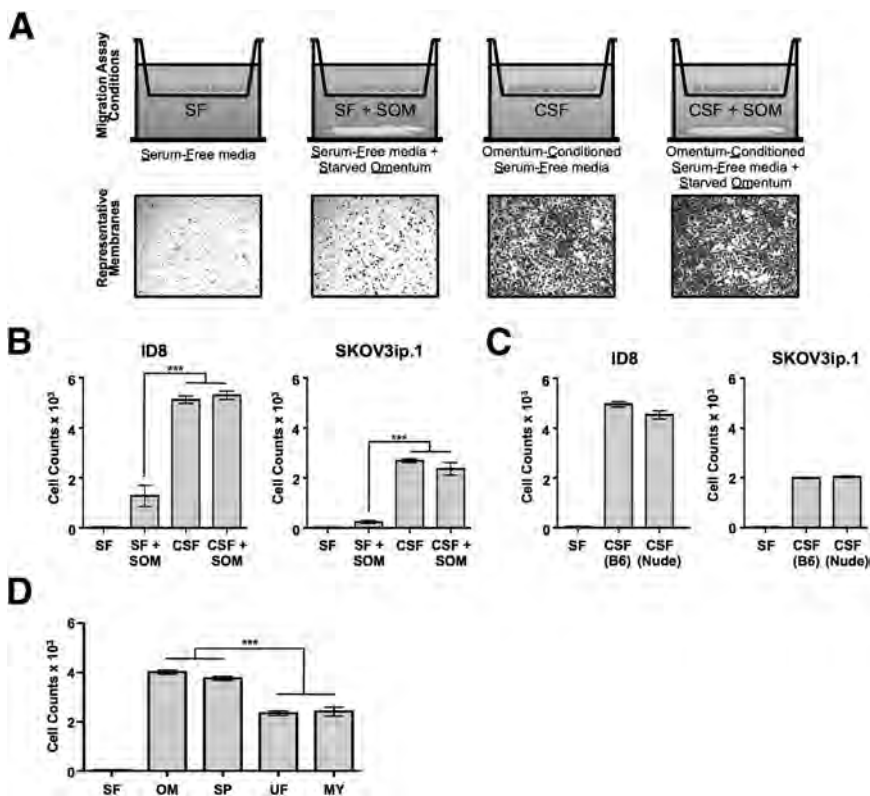 A
Migration Assay
Conditions
SF
SF + SOM
CSF
CSF + SOM
Serum-Free media
Serum-Free media +
Starved Omentum
Omentum-Conditioned
Serum-Free media
Omentum-Conditioned
Serum-Free media +
Starved Omentum
Representative
Membranes
B
ID8
Cell Counts x 10³
6
4
2
0
***
SF
SF +
SOM
CSF
CSF +
SOM
SKOV3ip.1
Cell Counts x 10³
6
4
2
0
***
SF
SF +
SOM
CSF
CSF +
SOM
C
ID8
Cell Counts x 10³
6
4
2
0
SF
CSF
(B6)
CSF
(Nude)
SKOV3ip.1
Cell Counts x 10³
6
4
2
0
SF
CSF
(B6)
CSF
(Nude)
D
Cell Counts x 10³
6
4
2
0
***
SF
OM
SP
UF
MY